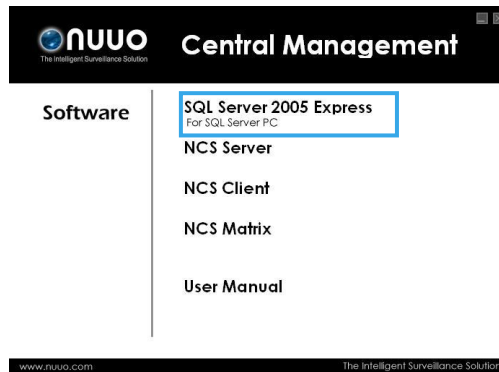 nuuo
The Intelligent Surveillance Solution
Central Management
Software
SQL Server 2005 Express
For SQL Server PC
NCS Server
NCS Client
NCS Matrix
User Manual
www.nuuo.com
The Intelligent Surveillance Solution